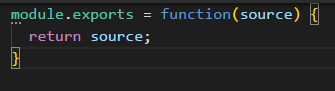 module.exports = function(source) {
  return source;
}